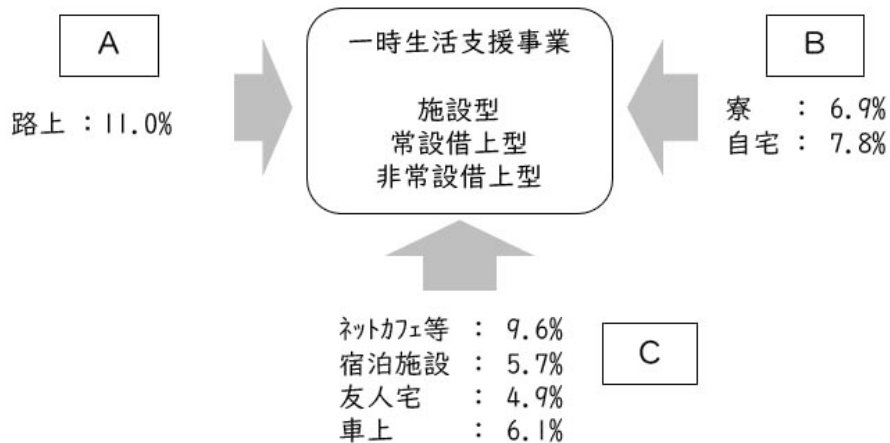 A
路上 ：11.0%
一時生活支援事業
施設型
常設借上型
非常設借上型
B
寮 ： 6.9%
自宅 ： 7.8%
ネットカフェ等 ： 9.6%
宿泊施設 ： 5.7%
友人宅 ： 4.9%
車上 ： 6.1%
C